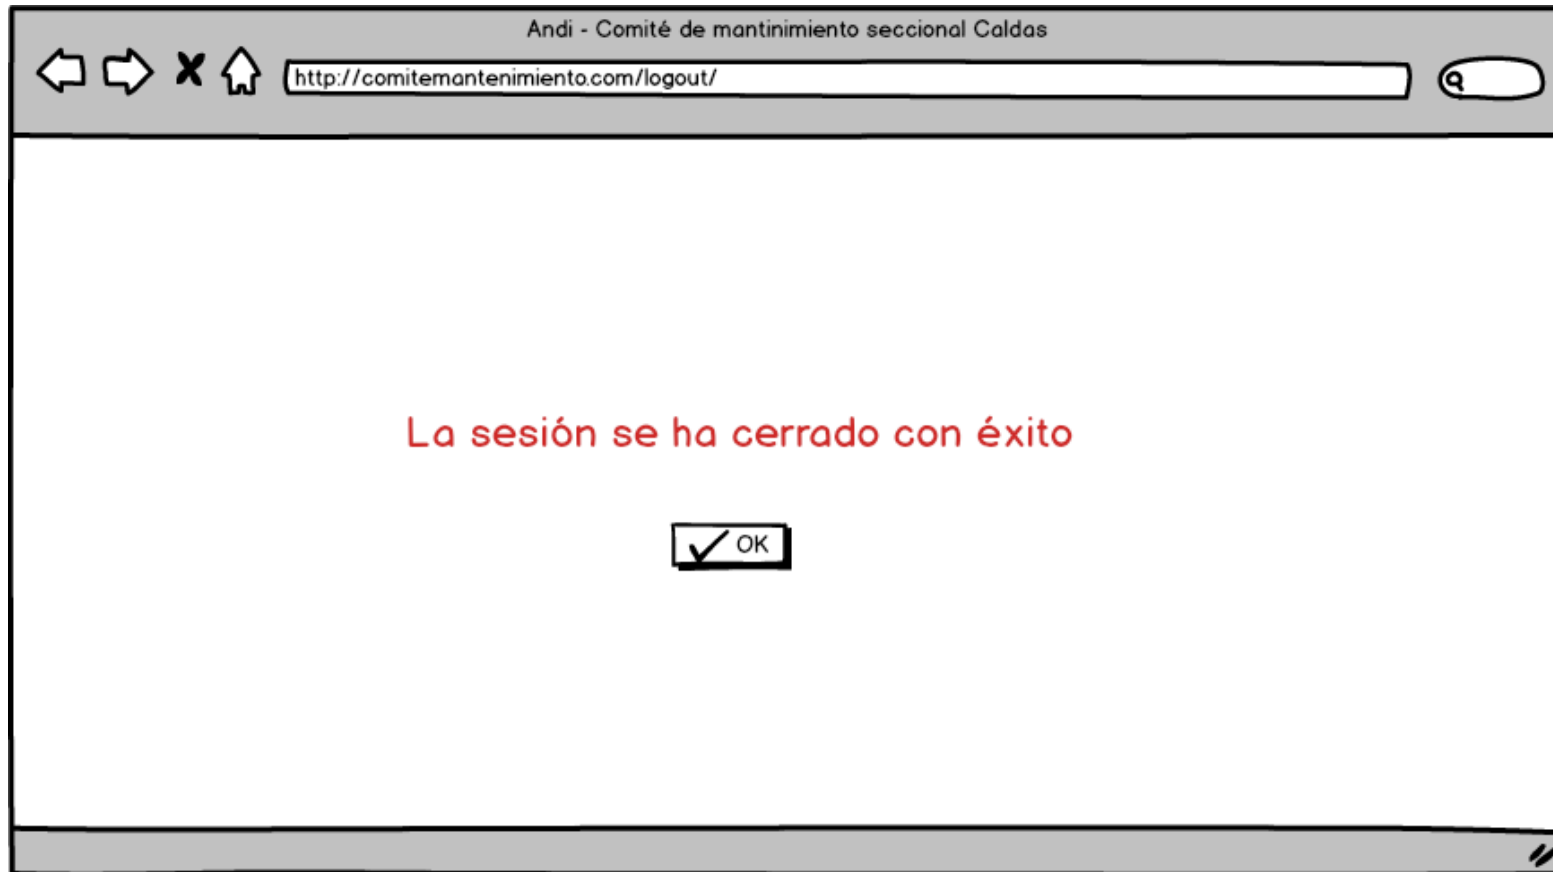 Andi - Comité de mantinimiento seccional Caldas
http://comitemantenimiento.com/logout/
La sesión se ha cerrado con éxito
OK